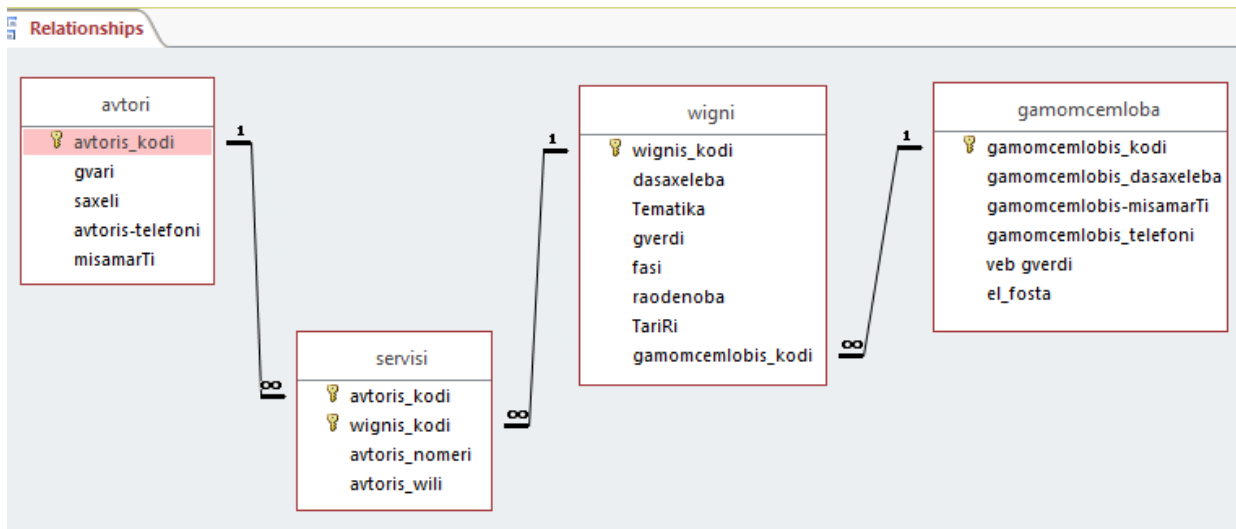 Relationships
avtori
avtoris_kodi
gvari
saxeli
avtoris-telefoni
misamarTi
1
∞
servisi
avtoris_kodi
wignis_kodi
avtoris_nomeri
avtoris_wili
1
∞
wigni
wignis_kodi
dasaxeleba
Tematika
gverdi
fasi
raodenoba
TariRi
gamomcemlobis_kodi
1
∞
gamomcemloba
gamomcemlobis_kodi
gamomcemlobis_dasaxeleba
gamomcemlobis-misamarTi
gamomcemlobis_telefoni
veb gverdi
el_fosta